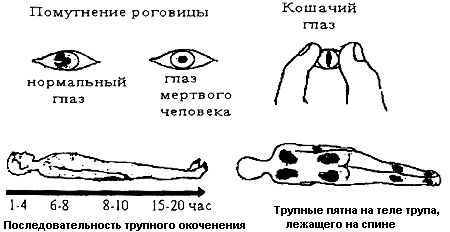 Помутнение роговицы
Кошачий
глаз
нормальный
глаз
глаз
мертвого
человека
1-4 6-8 8-10 15-20 час
Последовательность трупного окоченения
Трупные пятна на теле трупа,
лежащего на спине